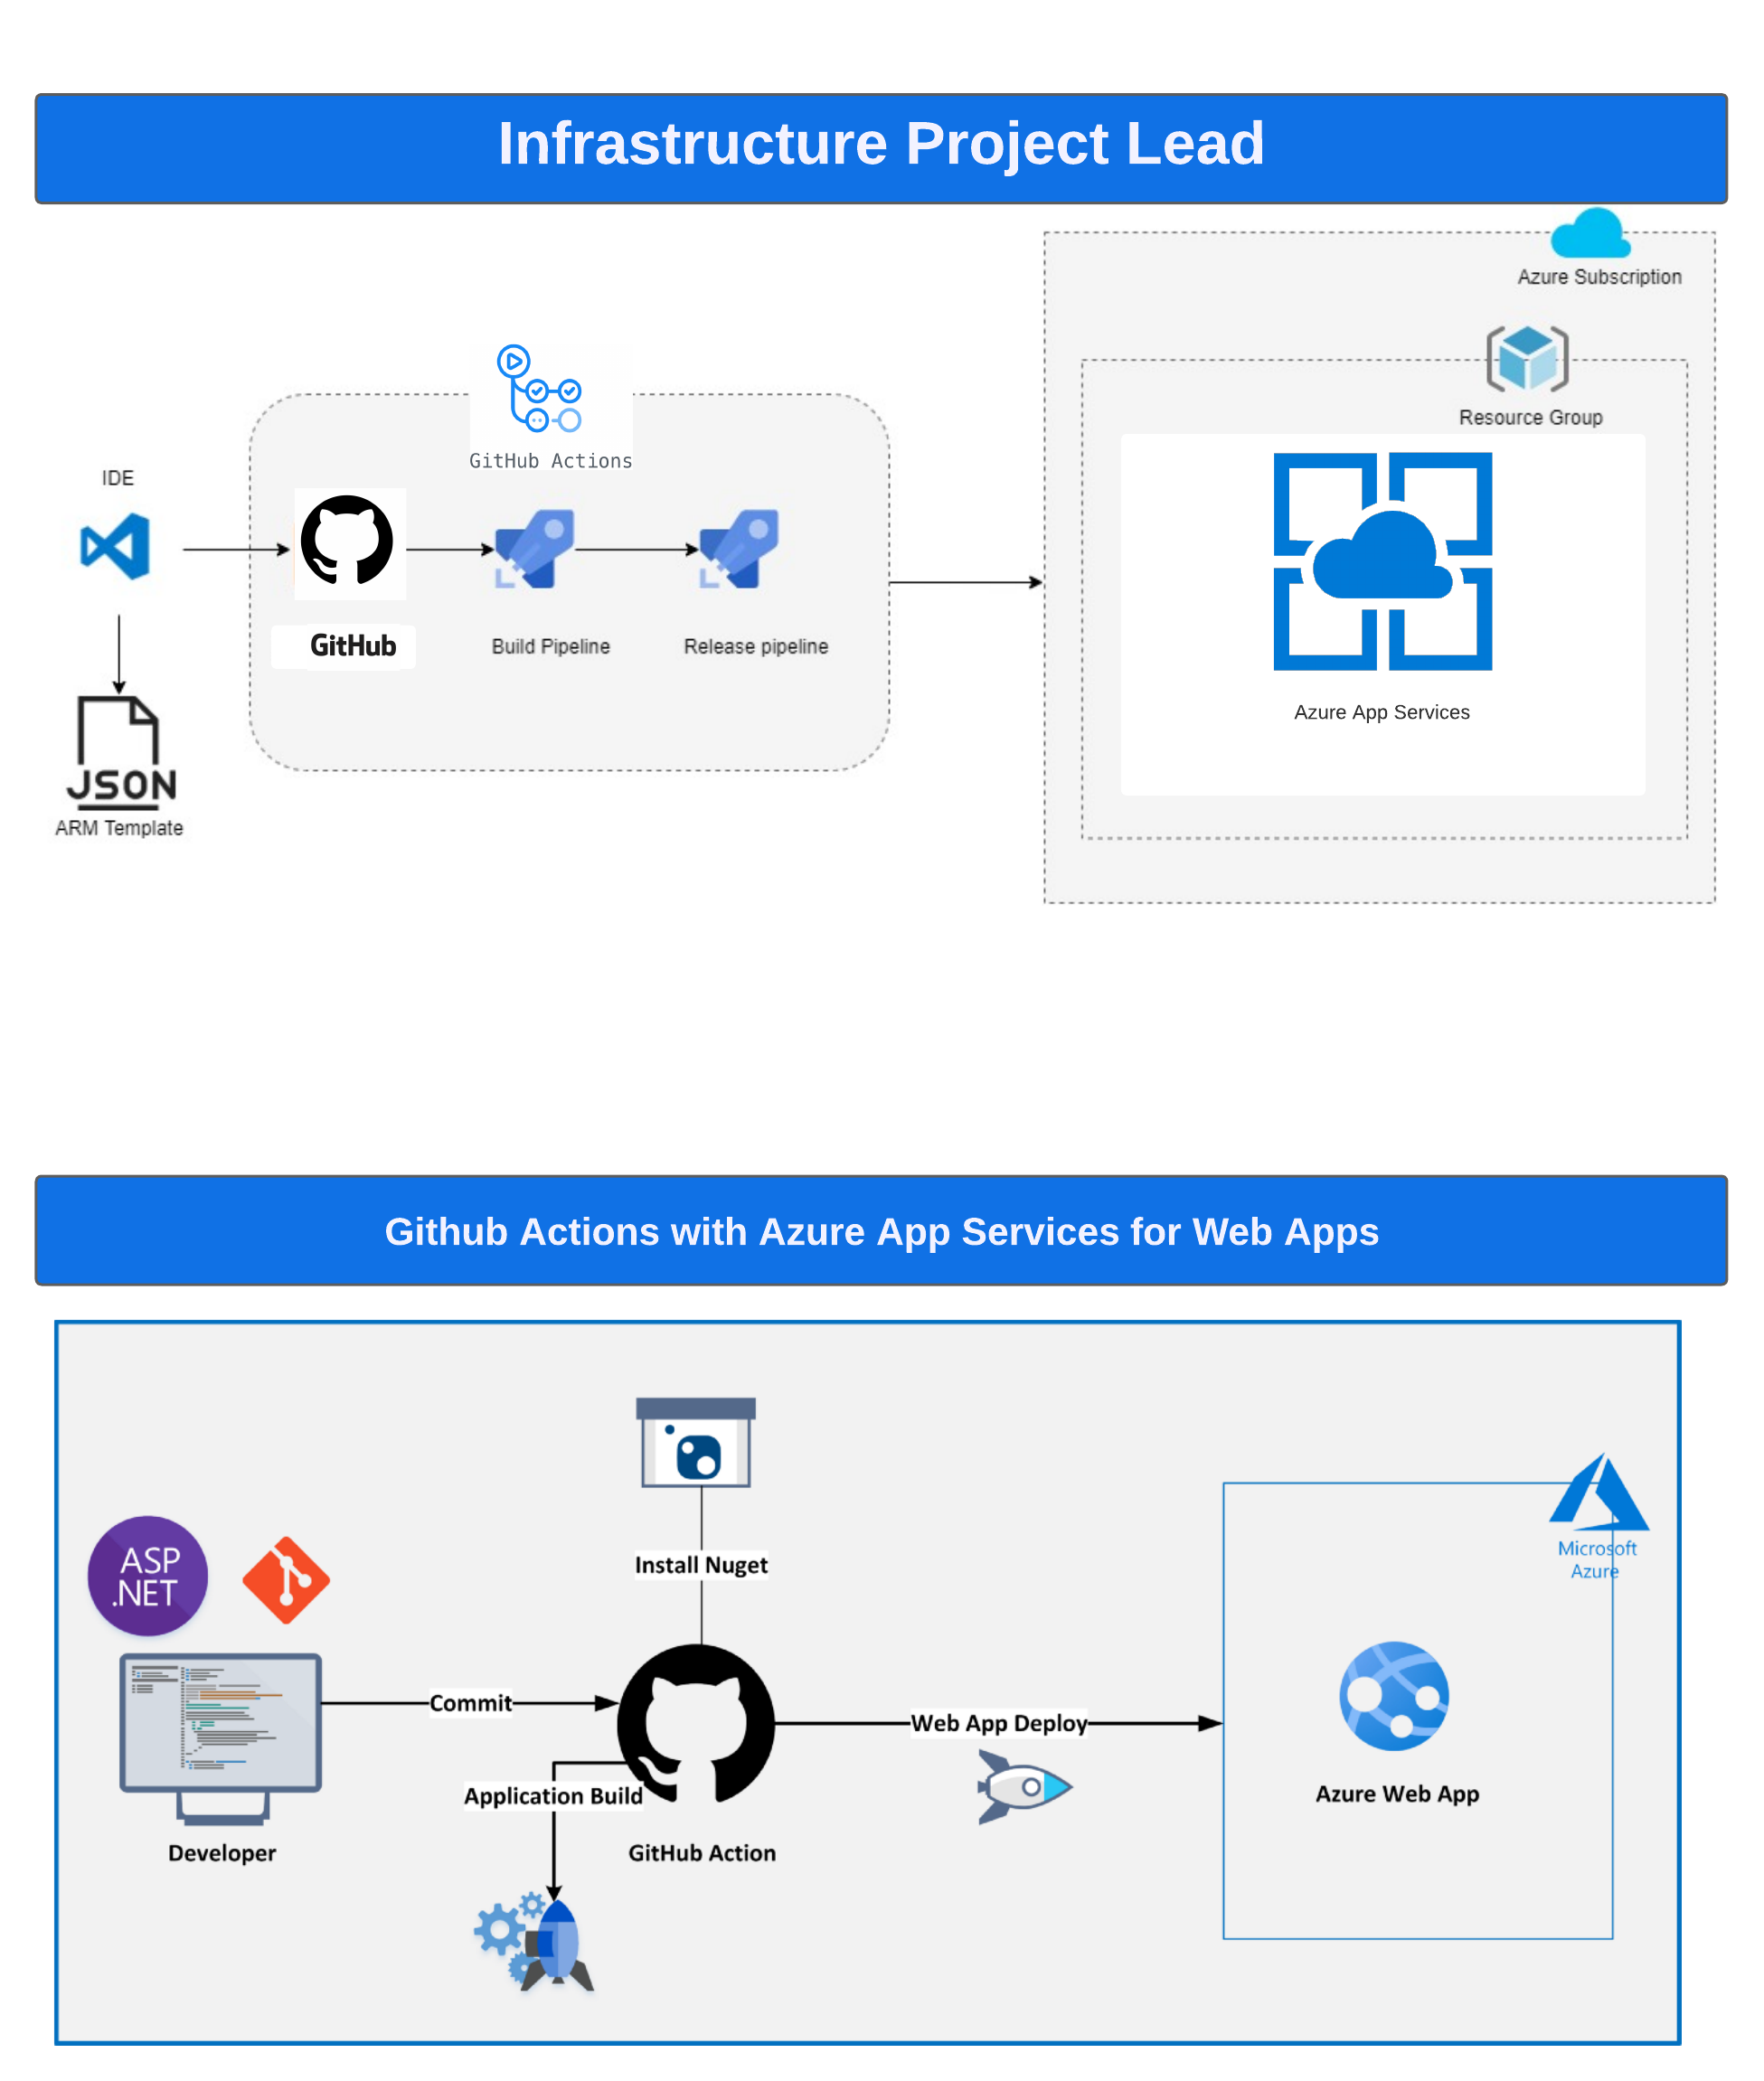 Infrastructure Project Lead
Azure Subscription
Resource Group
GitHub Actions
IDE
GitHub
Build Pipeline
Release pipeline
Azure App Services
JSON
ARM Template
Github Actions with Azure App Services for Web Apps
ASP
.NET
Install Nuget
Microsoft
Azure
Commit
Web App Deploy
Application Build
Azure Web App
Developer
GitHub Action